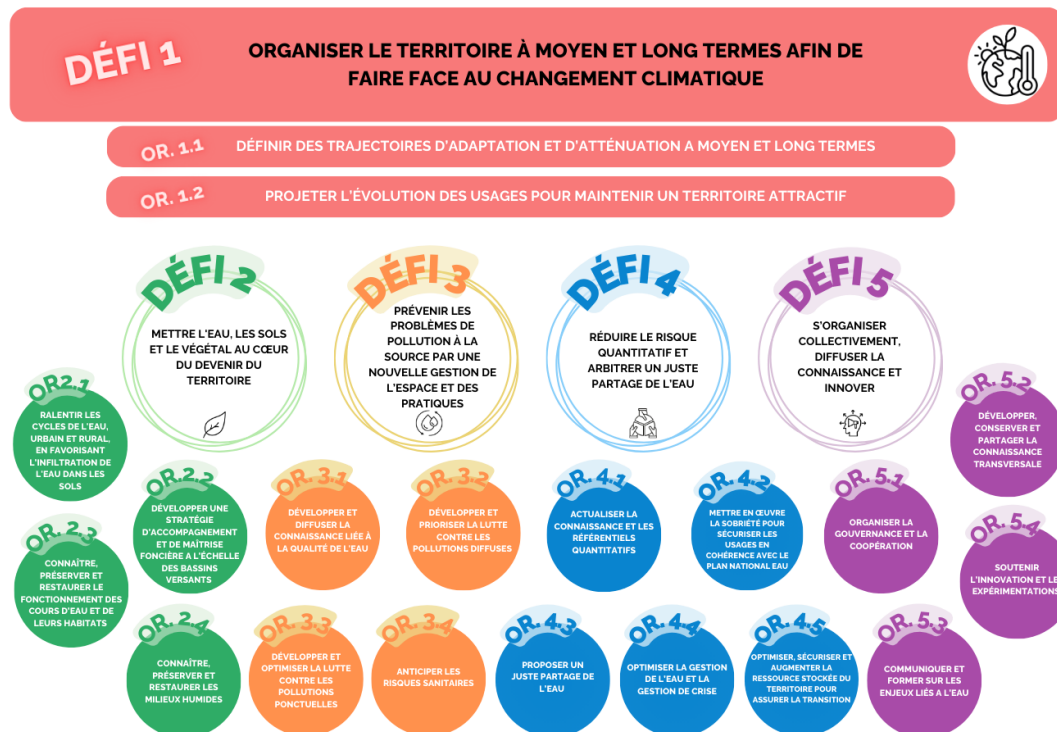 DÉFI 1
ORGANISER LE TERRITOIRE À MOYEN ET LONG TERMES AFIN DE
FAIRE FACE AU CHANGEMENT CLIMATIQUE
OR. 1.1
DÉFINIR DES TRAJECTOIRES D'ADAPTATION ET D'ATTÉNUATION A MOYEN ET LONG TERMES
OR. 1.2
PROJETER L'ÉVOLUTION DES USAGES POUR MAINTENIR UN TERRITOIRE ATTRACTIF
DÉFI 2
METTRE L'EAU, LES SOLS
ET LE VÉGÉTAL AU CŒUR
DU DEVENIR DU
TERRITOIRE
DÉFI 3
PRÉVENIR LES
PROBLÈMES DE
POLLUTION À LA
SOURCE PAR UNE
NOUVELLE GESTION DE
L'ESPACE ET DES
PRATIQUES
DÉFI 4
RÉDUIRE LE RISQUE
QUANTITATIF ET
ARBITRER UN JUSTE
PARTAGE DE L'EAU
DÉFI 5
S'ORGANISER
COLLECTIVEMENT,
DIFFUSER LA
CONNAISSANCE ET
INNOVER
OR2.1
RALENTIR LES
CYCLES DE L'EAU,
URBAIN ET RURAL,
EN FAVORISANT
L'INFILTRATION DE
L'EAU DANS LES
SOLS
OR. 5.2
DÉVELOPPER,
CONSERVER ET
PARTAGER LA
CONNAISSANCE
TRANSVERSALE
OR.2.2
DÉVELOPPER UNE
STRATÉGIE
D'ACCOMPAGNEMENT
ET DE MAÎTRISE
FONCIÈRE A L'ÉCHELLE
DES BASSINS
VERSANTS
OR. 3.1
DÉVELOPPER ET
DIFFUSER LA
CONNAISSANCE LIÉE À
LA QUALITÉ DE L'EAU
OR. 3.2
DÉVELOPPER ET
PRIORISER LA LUTTE
CONTRE LES
POLLUTIONS DIFFUSES
OR. 4.1
ACTUALISER LA
CONNAISSANCE ET LES
RÉFÉRENTIELS
QUANTITATIFS
OR. 4.2
METTRE EN ŒUVRE
LA SOBRIÉTÉ POUR
SÉCURISER LES
USAGES EN
COHÉRENCE AVEC LE
PLAN NATIONAL EAU
OR. 5.1
ORGANISER LA
GOUVERNANCE ET LA
COOPÉRATION
OR. 2.3
CONNAÎTRE,
PRÉSERVER ET
RESTAURER LE
FONCTIONNEMENT DES
COURS D'EAU ET DE
LEURS HABITATS
OR. 5.4
SOUTENIR
L'INNOVATION ET LE
EXPÉRIMENTATIONS
OR. 2.4
CONNAÎTRE,
PRÉSERVER ET
RESTAURER LES
MILIEUX HUMIDES
OR. 3.3
DÉVELOPPER ET
OPTIMISER LA LUTTE
CONTRE LES
POLLUTIONS
PONCTUELLES
OR. 3.4
ANTICIPER LES
RISQUES SANITAIRES
OR. 4.3
PROPOSER UN
JUSTE PARTAGE DE
L'EAU
OR. 4.4
OPTIMISER LA GESTION
DE L'EAU ET LA
GESTION DE CRISE
OR. 4.5
OPTIMISER, SÉCURISER ET
AUGMENTER LA
RESSOURCE STOCKÉE DU
TERRITOIRE POUR
ASSURER LA TRANSITION
OR. 5.3
COMMUNIQUER ET
FORMER SUR LES
ENJEUX LIÉS A L'EAU